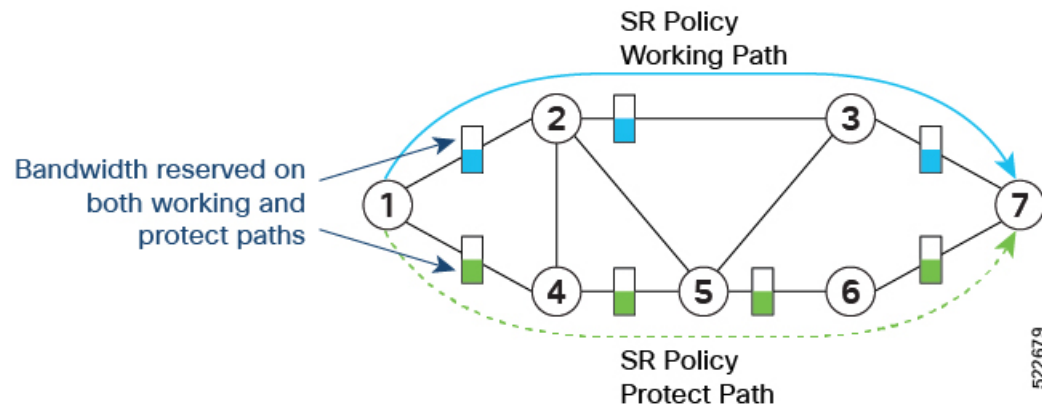 SR Policy
Working Path
Bandwidth reserved on
both working and
protect paths
1
2
3
4
5
6
7
SR Policy
Protect Path
522679